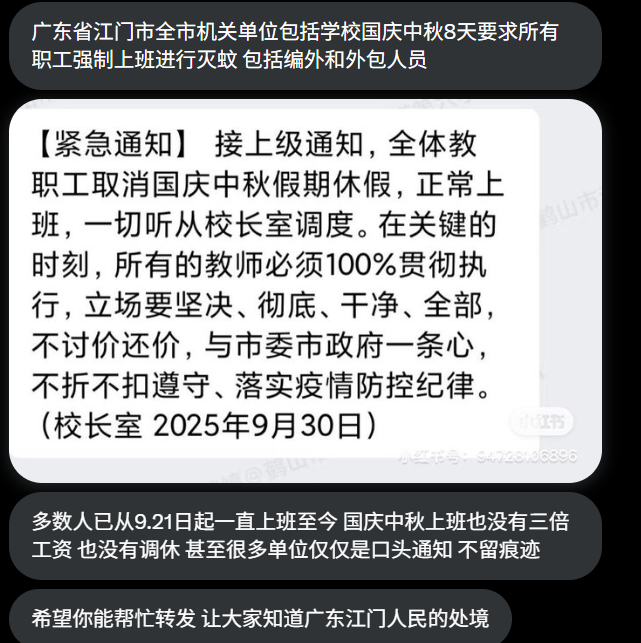 广东省江门市全市机关单位包括学校国庆中秋8天要求所有
职工强制上班进行灭蚊 包括编外和外包人员
【紧急通知】 接上级通知，全体教
职工取消国庆中秋假期休假，正常上
班，一切听从校长室调度。在关键的
时刻，所有的教师必须100%贯彻执
行，立场要坚决、彻底、干净、全部，
不讨价还价，与市委市政府一条心，
不折不扣遵守、落实疫情防控纪律。
（校长室 2025年9月30日）
小红书
小红书号：94728106896
多数人已从9.21日起一直上班至今 国庆中秋上班也没有三倍
工资 也没有调休 甚至很多单位仅仅是口头通知 不留痕迹
希望你能帮忙转发 让大家知道广东江门人民的处境